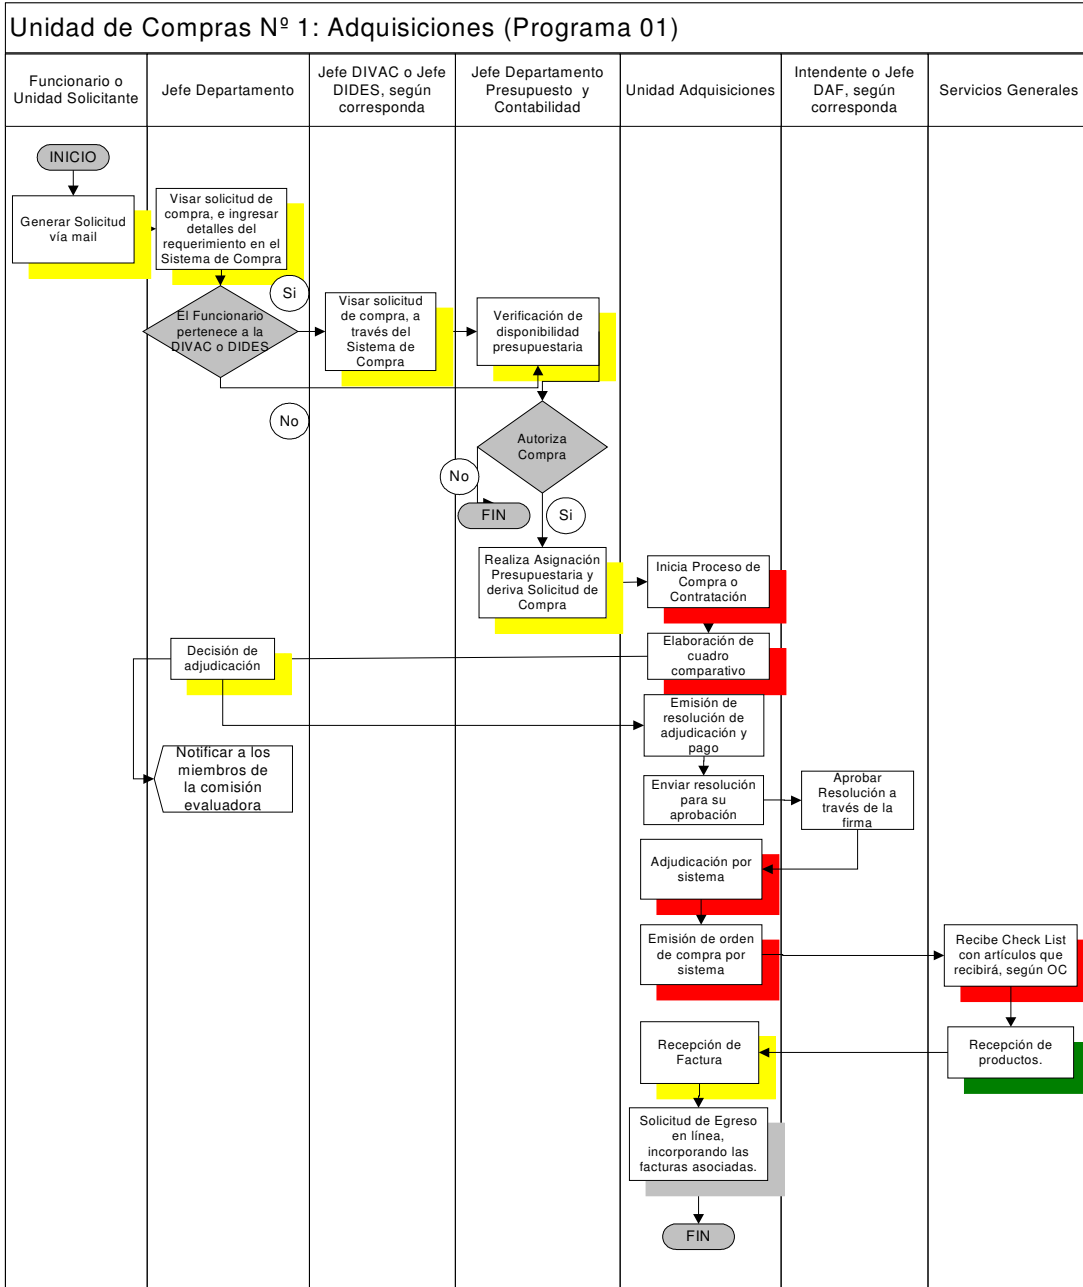 Unidad de Compras Nº 1: Adquisiciones (Programa 01)
Funcionario o
Unidad Solicitante
Jefe Departamento
Jefe DIVAC o Jefe
DIDES, según
corresponda
Jefe Departamento
Presupuesto y
Contabilidad
Unidad Adquisiciones
Intendente o Jefe
DAF, según
corresponda
Servicios Generales
INICIO
Generar Solicitud
vía mail
Visar solicitud de
compra, e ingresar
detalles del
requerimiento en el
Sistema de Compra
El Funcionario
pertenece a la
DIVAC o DIDES
Si
No
Visar solicitud
de compra, a
través del
Sistema de
Compra
Verificación de
disponibilidad
presupuestaria
Autoriza
Compra
No
FIN
Si
Realiza Asignación
Presupuestaria y
deriva Solicitud de
Compra
Inicia Proceso de
Compra o
Contratación
Elaboración de
cuadro
comparativo
Decisión de
adjudicación
Notificar a los
miembros de
la comisión
evaluadora
Emisión de
resolución de
adjudicación y
pago
Enviar resolución
para su
aprobación
Aprobar
Resolución a
través de la
firma
Adjudicación por
sistema
Emisión de orden
de compra por
sistema
Recibe Check List
con artículos que
recibirá, según OC
Recepción de
productos.
Recepción de
Factura
Solicitud de Egreso
en línea,
incorporando las
facturas asociadas.
FIN